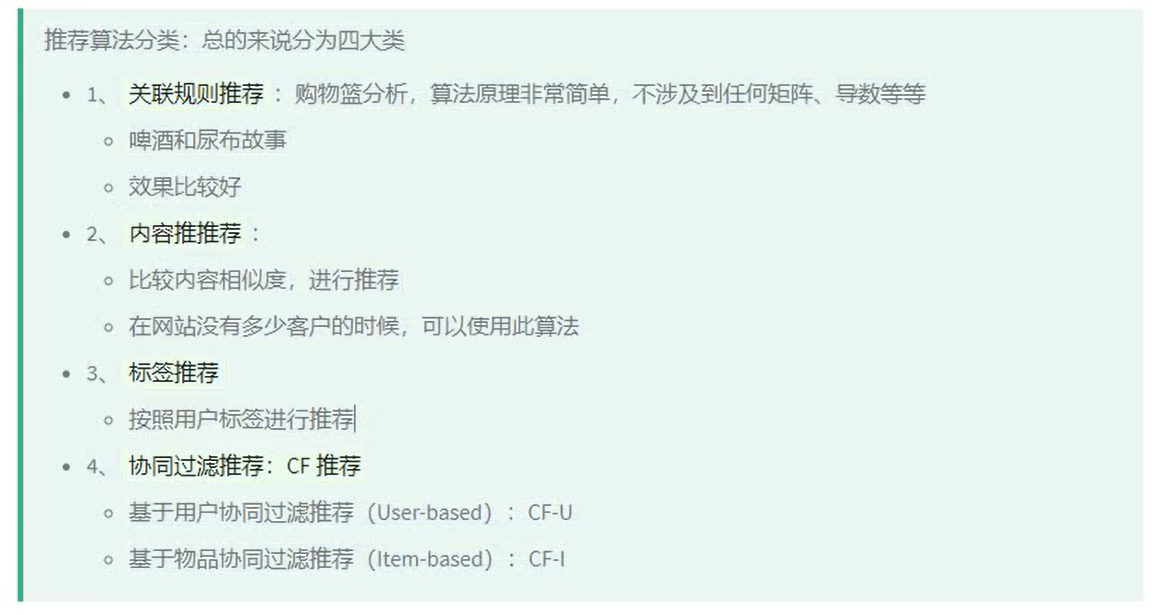 推荐算法分类：总的来说分为四大类
1、 关联规则推荐 ：购物篮分析，算法原理非常简单，不涉及到任何矩阵、导数等等
啤酒和尿布故事
效果比较好
2、 内容推推荐 ：
比较内容相似度，进行推荐
在网站没有多少客户的时候，可以使用此算法
3、 标签推荐
按照用户标签进行推荐
4、 协同过滤推荐：CF 推荐
基于用户协同过滤推荐（User-based）：CF-U
基于物品协同过滤推荐（Item-based）：CF-I